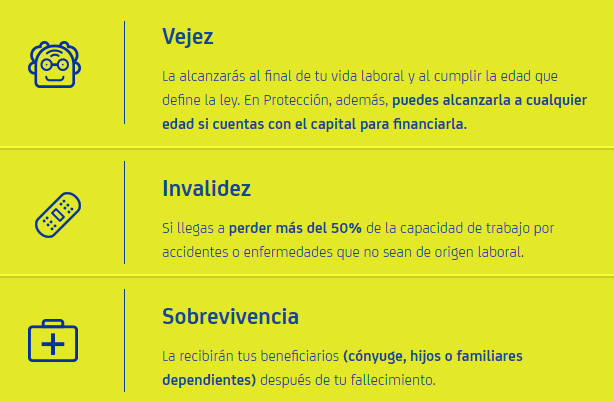 Vejez
La alcanzarás al final de tu vida laboral y al cumplir la edad que
define la ley. En Protección, además, puedes alcanzarla a cualquier
edad si cuentas con el capital para financiarla.
Invalidez
Si llegas a perder más del 50% de la capacidad de trabajo por
accidentes o enfermedades que no sean de origen laboral.
Sobrevivencia
La recibirán tus beneficiarios (cónyuge, hijos o familiares
dependientes) después de tu fallecimiento.